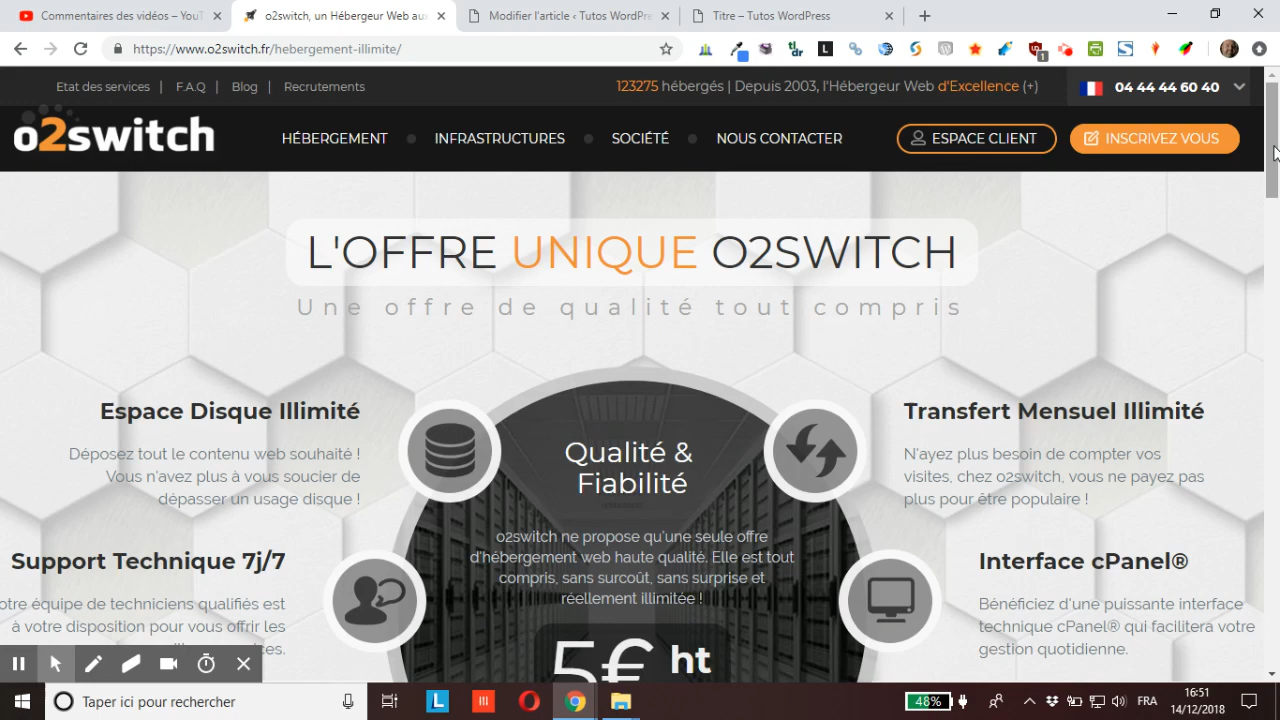 Commentaires des vidéos – YouT
o2switch, un Hébergeur Web aux
Modifier l'article ‹ Tutos WordPre
Titre – Tutos WordPress
https://www.o2switch.fr/hebergement-illimite/
Etat des services | F.A.Q | Blog | Recrutements
123275 hébergés | Depuis 2003, l'Hébergeur Web d'Excellence (+)
04 44 44 60 40
o2switch
HÉBERGEMENT
INFRASTRUCTURES
SOCIÉTÉ
NOUS CONTACTER
ESPACE CLIENT
INSCRIVEZ VOUS
L'OFFRE UNIQUE O2SWITCH
Une offre de qualité tout compris
Espace Disque Illimité
Déposez tout le contenu web souhaité !
Vous n'avez plus à vous soucier de
dépasser un usage disque !
Qualité &
Fiabilité
o2switch ne propose qu'une seule offre
d'hébergement web haute qualité. Elle est tout
compris, sans surcoût, sans surprise et
réellement illimitée !
5€ ht
Transfert Mensuel Illimité
N'ayez plus besoin de compter vos
visites, chez o2switch, vous ne payez pas
plus pour être populaire !
Support Technique 7j/7
otre équipe de techniciens qualifiés est
à votre disposition pour vous offrir les
ces.
Interface cPanel®
Bénéficiez d'une puissante interface
technique cPanel® qui facilitera votre
gestion quotidienne.
Taper ici pour rechercher
48%
FRA
16:51
14/12/2018